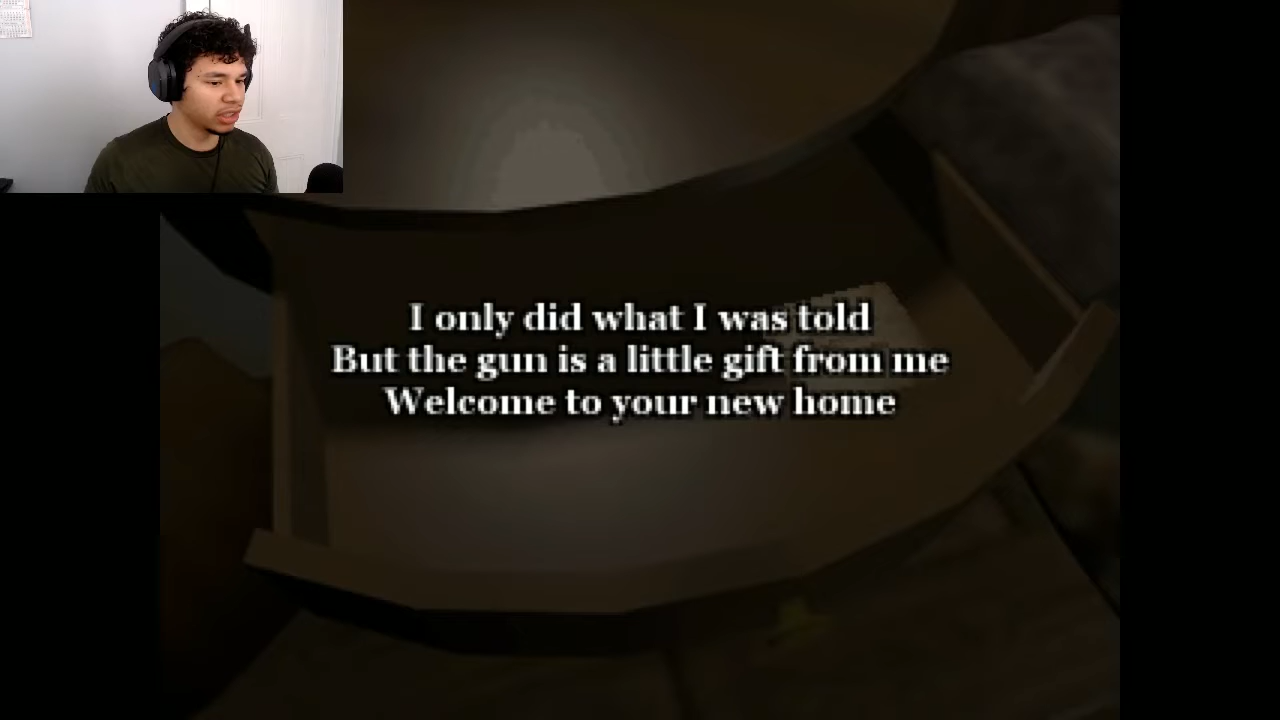 I only did what I was told
But the gun is a little gift from me
Welcome to your new home